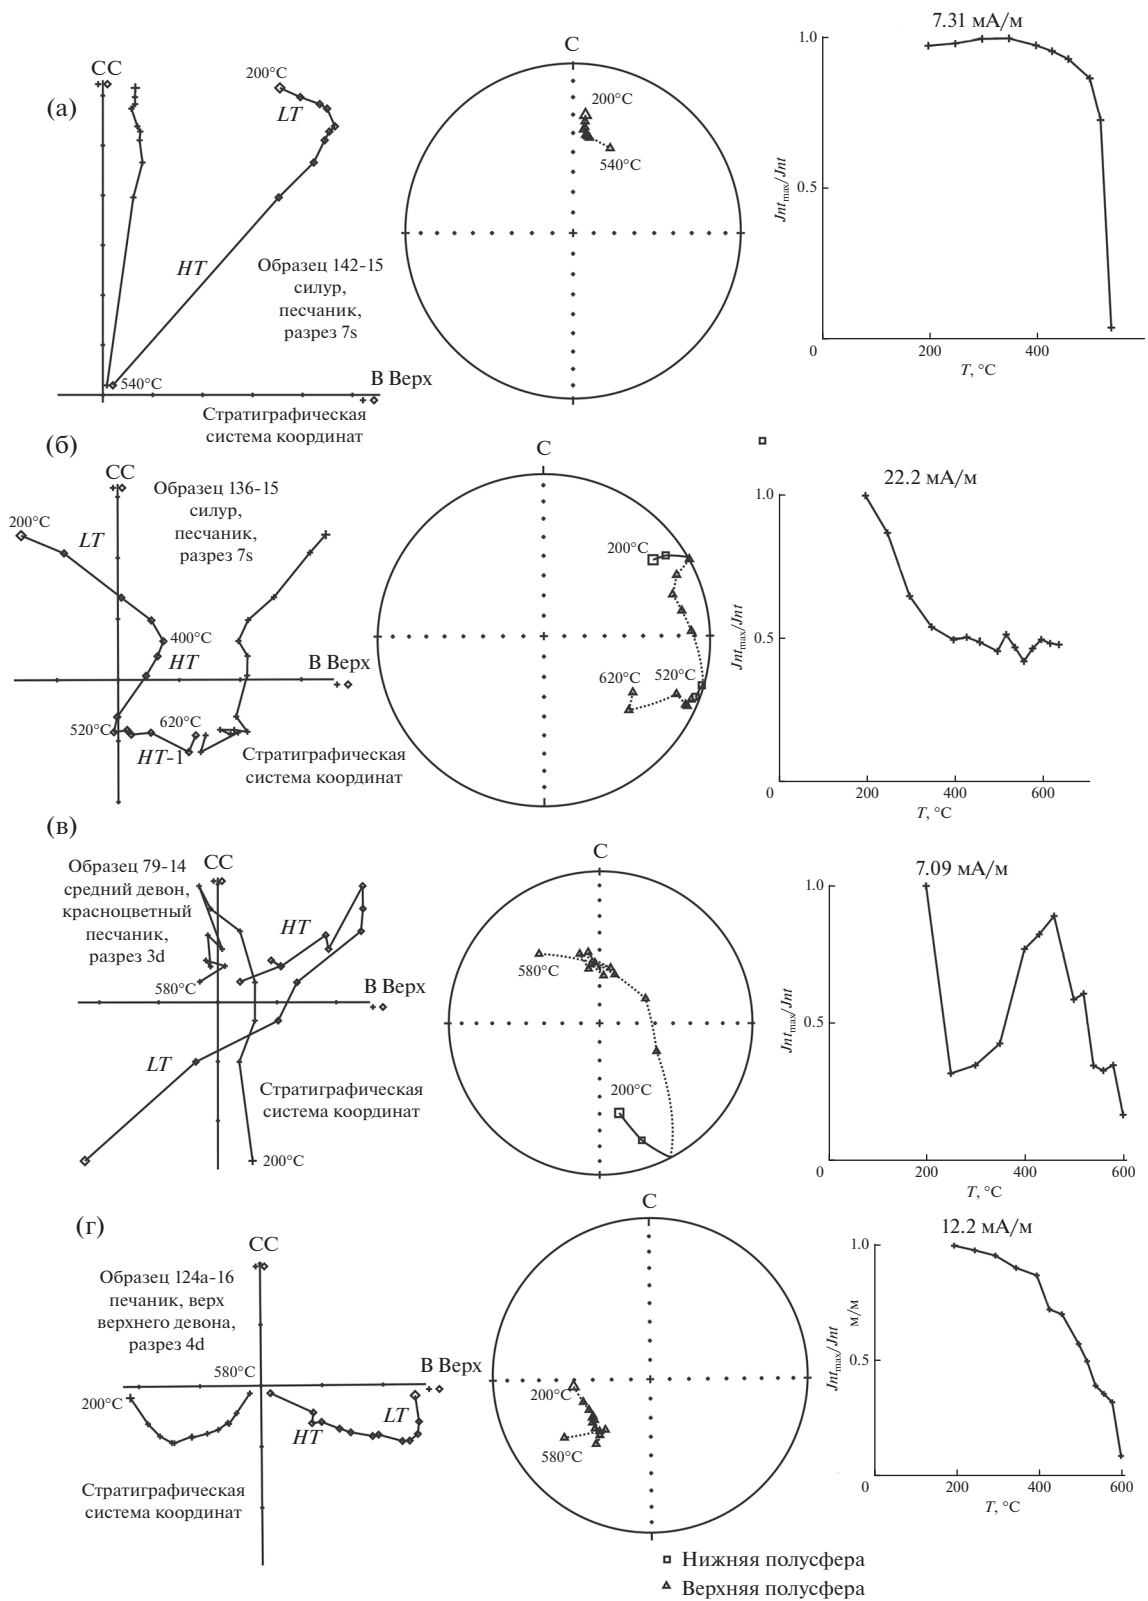 (а)
СС
200°C
LT
HT
Образец 142-15
силур,
песчаник,
разрез 7s
540°C
В Верх
Стратиграфическая
система координат
С
200°C
540°C
7.31 мА/м
1.0
0.5
Jnt_max/Jnt
0
200
400
T, °C
(б)
СС
Образец 136-15
силур,
песчаник,
разрез 7s
200°C
LT
400°C
HT
В Верх
520°C
620°C
HT-1
Стратиграфическая
система координат
С
200°C
620°C
520°C
22.2 мА/м
1.0
0.5
Jnt_max/Jnt
0
200
400
600
T, °C
(в)
Образец 79-14
средний девон,
красноцветный
песчаник,
разрез 3d
СС
HT
580°C
В Верх
LT
Стратиграфическая
система координат
200°C
С
580°C
200°C
7.09 мА/м
1.0
0.5
Jnt_max/Jnt
0
200
400
600
T, °C
(г)
СС
Образец 124а-16
печаник, верх
верхнего девона,
разрез 4d
580°C
В Верх
200°C
LT
HT
Стратиграфическая
система координат
С
200°C
580°C
12.2 мА/м
1.0
0.5
Jnt_max/Jnt
м/м
0
200
400
600
T, °C
Нижняя полусфера
Верхняя полусфера